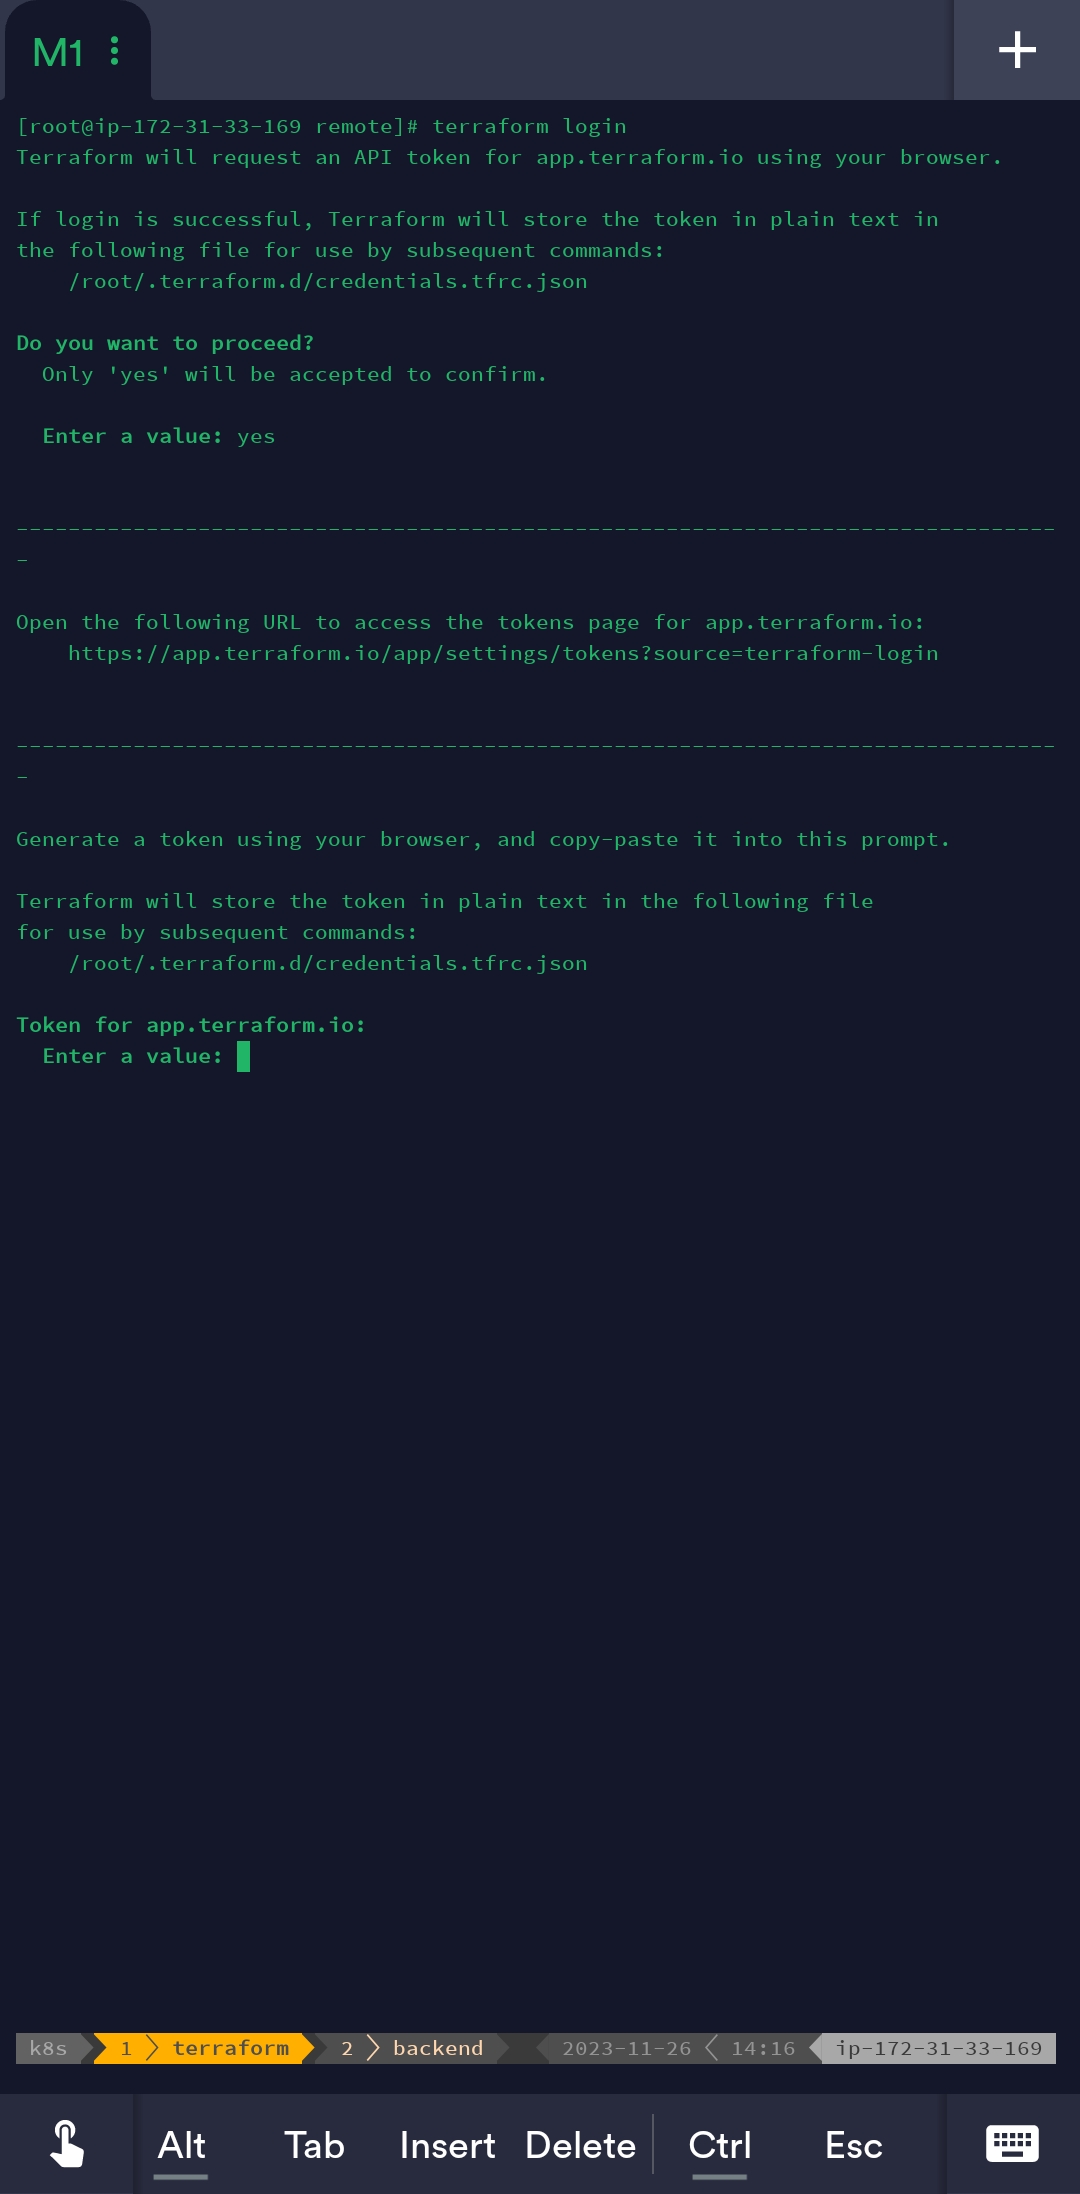 M1
[root@ip-172-31-33-169 remote]# terraform login
Terraform will request an API token for app.terraform.io using your browser.
If login is successful, Terraform will store the token in plain text in
the following file for use by subsequent commands:
/root/.terraform.d/credentials.tfrc.json
Do you want to proceed?
Only 'yes' will be accepted to confirm.
Enter a value: yes
--------------------------------------------------------------------------------
-
Open the following URL to access the tokens page for app.terraform.io:
https://app.terraform.io/app/settings/tokens?source=terraform-login
--------------------------------------------------------------------------------
-
Generate a token using your browser, and copy-paste it into this prompt.
Terraform will store the token in plain text in the following file
for use by subsequent commands:
/root/.terraform.d/credentials.tfrc.json
Token for app.terraform.io:
Enter a value:
k8s 1 terraform 2 backend 2023-11-26 14:16 ip-172-31-33-169
Alt Tab Insert Delete Ctrl Esc